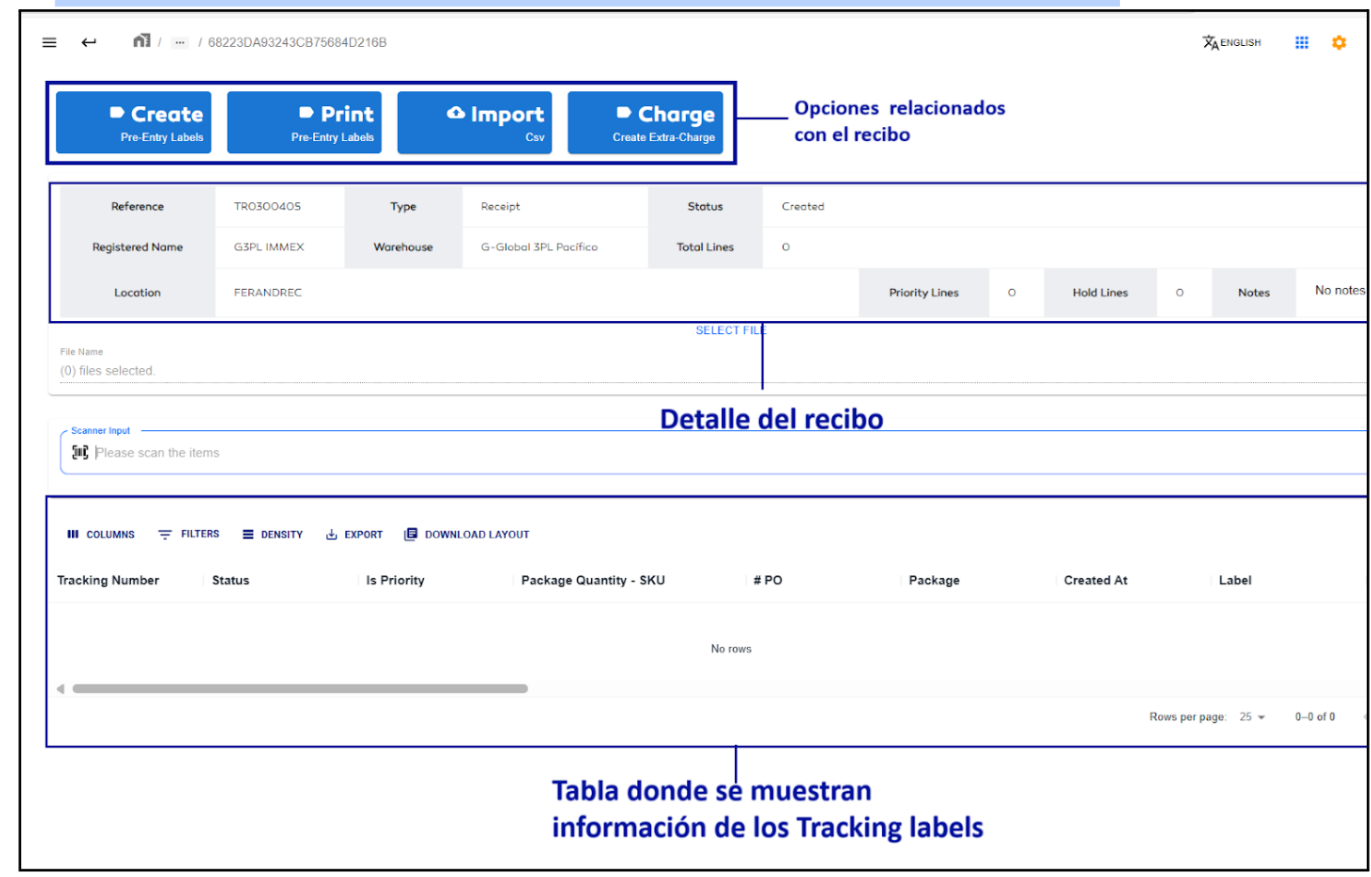 / ... / 68223DA93243CB75684D216B
ENGLISH
Create
Pre-Entry Labels
Print
Pre-Entry Labels
Import
Csv
Charge
Create Extra-Charge
Opciones relacionados
con el recibo
Reference TR0300405 Type Receipt Status Created
Registered Name G3PL IMMEX Warehouse G-Global 3PL Pacífico Total Lines 0
Location FERANDREC Priority Lines 0 Hold Lines 0 Notes No notes
SELECT FILE
File Name
(0) files selected.
Detalle del recibo
Scanner Input
Please scan the items
COLUMNS FILTERS DENSITY EXPORT DOWNLOAD LAYOUT
Tracking Number Status Is Priority Package Quantity - SKU # PO Package Created At Label
No rows
Rows per page: 25 0–0 of 0
Tabla donde se muestran
información de los Tracking labels